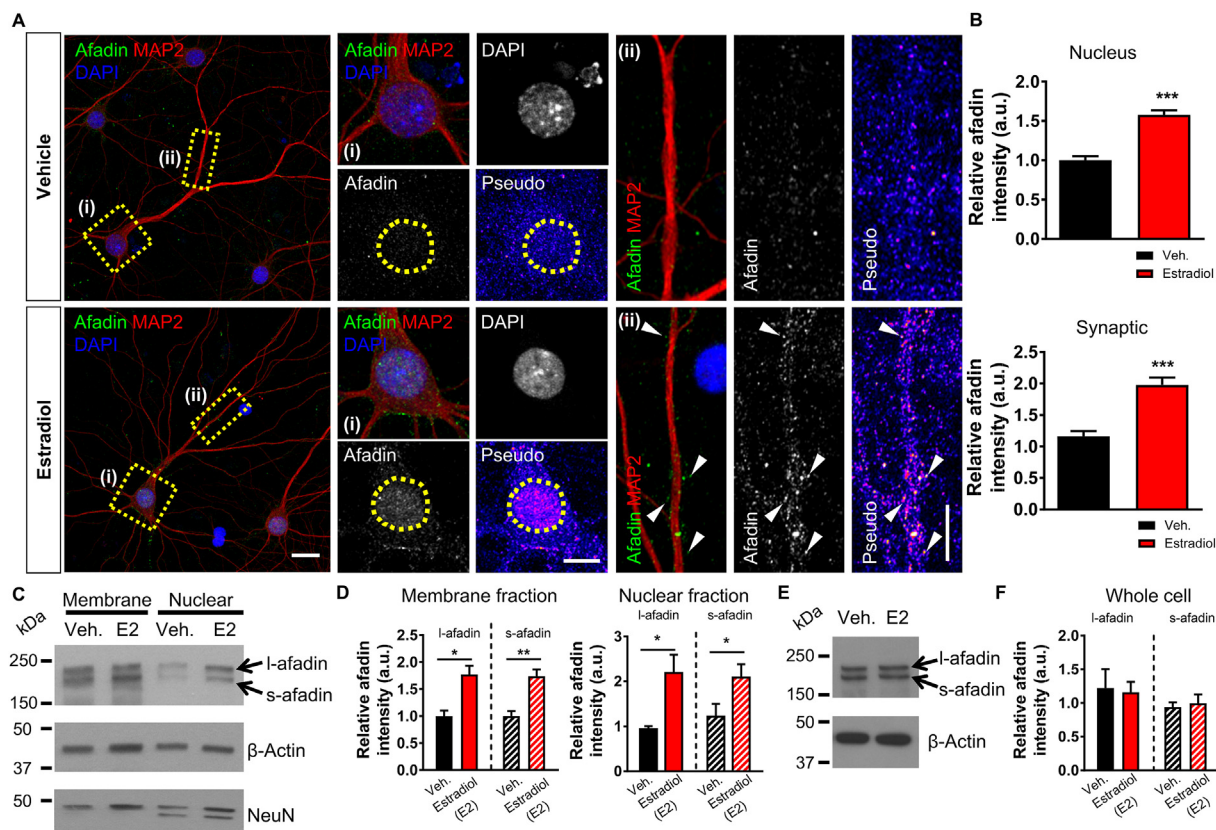 A
Vehicle
Afadin MAP2
DAPI
(i)
(ii)
Afadin MAP2
(i)
DAPI
Afadin
Pseudo
(ii)
Afadin MAP2
Afadin
Pseudo
Estradiol
Afadin MAP2
DAPI
(i)
(ii)
Afadin MAP2
(i)
DAPI
Afadin
Pseudo
(ii)
Afadin MAP2
Afadin
Pseudo
B
Nucleus
Relative afadin
intensity (a.u.)
2.0
1.5
1.0
0.5
0.0
***
Veh.
Estradiol
Synaptic
Relative afadin
intensity (a.u.)
2.5
2.0
1.5
1.0
0.5
0.0
***
Veh.
Estradiol
C
kDa
Membrane
Nuclear
Veh. E2 Veh. E2
250
150
l-afadin
s-afadin
50
37
β-Actin
50
NeuN
D
Membrane fraction
l-afadin
s-afadin
Relative afadin
intensity (a.u.)
2.5
2.0
1.5
1.0
0.5
0.0
*
**
Veh.
Estradiol
(E2)
Veh.
Estradiol
(E2)
Nuclear fraction
l-afadin
s-afadin
Relative afadin
intensity (a.u.)
3
2
1
0
*
*
Veh.
Estradiol
(E2)
Veh.
Estradiol
(E2)
E
kDa
Veh. E2
250
150
l-afadin
s-afadin
50
37
β-Actin
F
Whole cell
l-afadin
s-afadin
Relative afadin
intensity (a.u.)
2.0
1.5
1.0
0.5
0.0
Veh.
Estradiol
(E2)
Veh.
Estradiol
(E2)